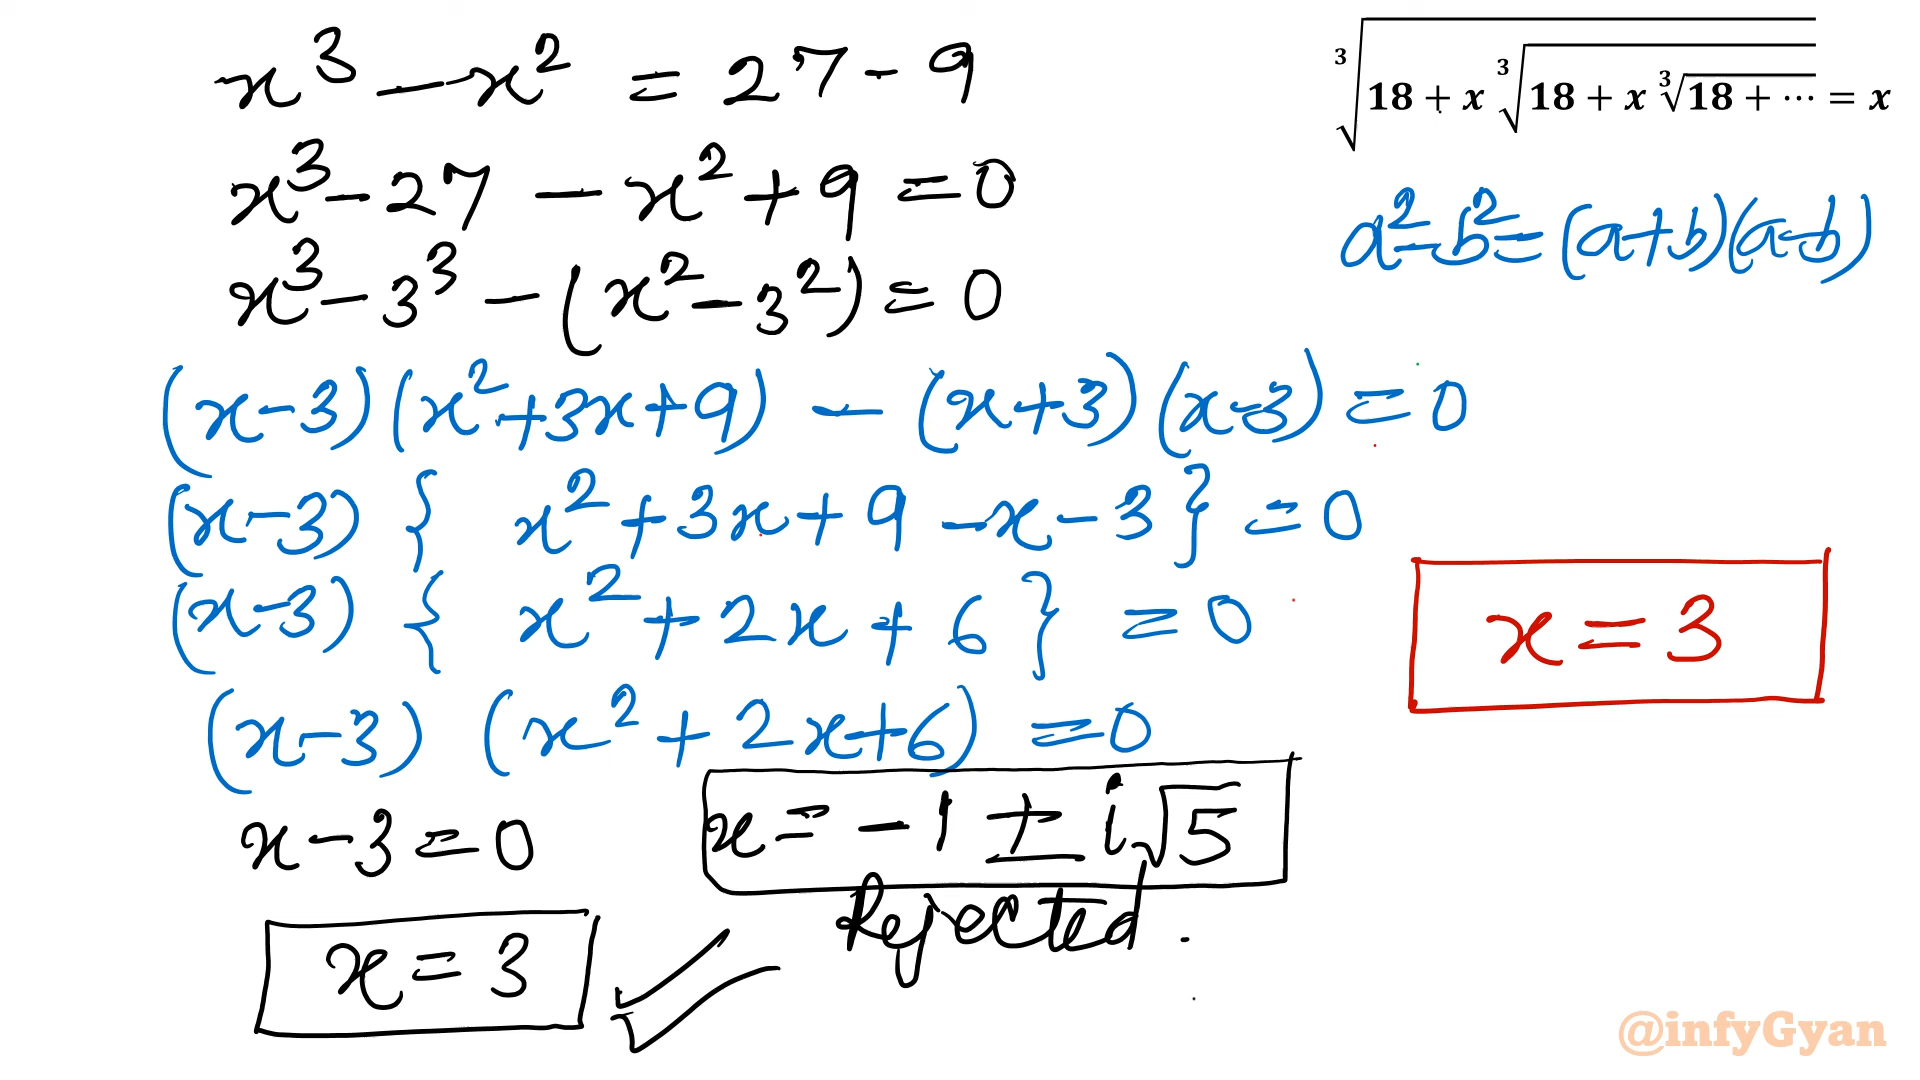 x³ - x² = 27 - 9
∛(18 + x ∛(18 + x ∛(18 + ⋯))) = x
x³ - 27 - x² + 9 = 0
a² - b² = (a+b)(a-b)
x³ - 3³ - (x² - 3²) = 0
(x-3)(x²+3x+9) - (x+3)(x-3) = 0
(x-3) { x² + 3x + 9 - x - 3 } = 0
(x-3) { x² + 2x + 6 } = 0
x = 3
(x-3) (x² + 2x + 6) = 0
x - 3 = 0
x = -1 ± i√5
Rejected.
x = 3
@infyGyan